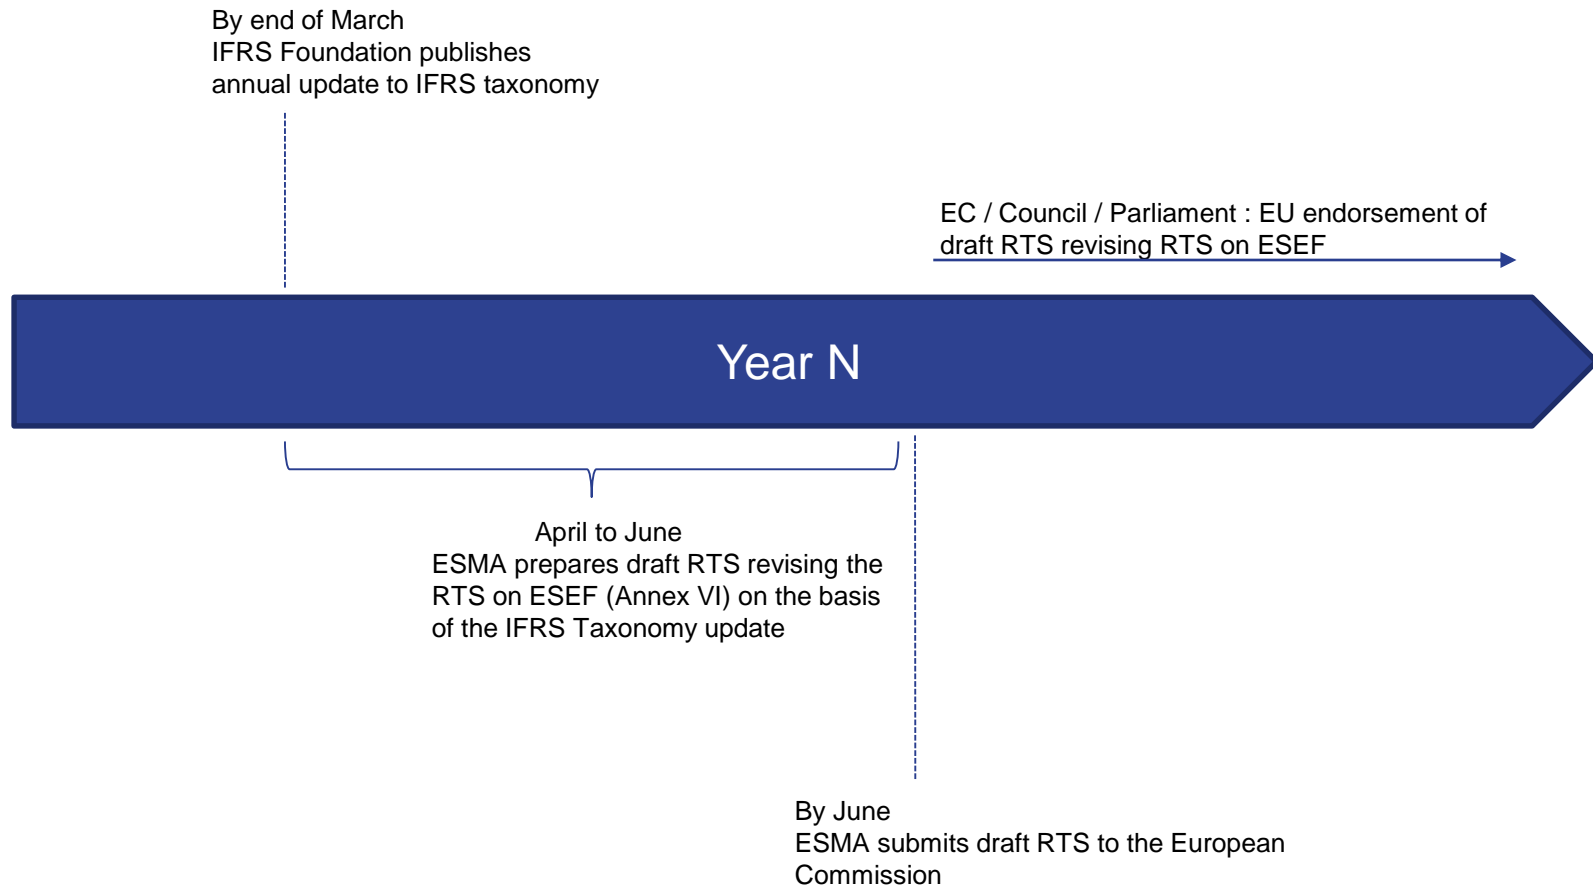 By end of March
IFRS Foundation publishes
annual update to IFRS taxonomy
EC / Council / Parliament : EU endorsement of
draft RTS revising RTS on ESEF
Year N
April to June
ESMA prepares draft RTS revising the
RTS on ESEF (Annex VI) on the basis
of the IFRS Taxonomy update
By June
ESMA submits draft RTS to the European
Commission